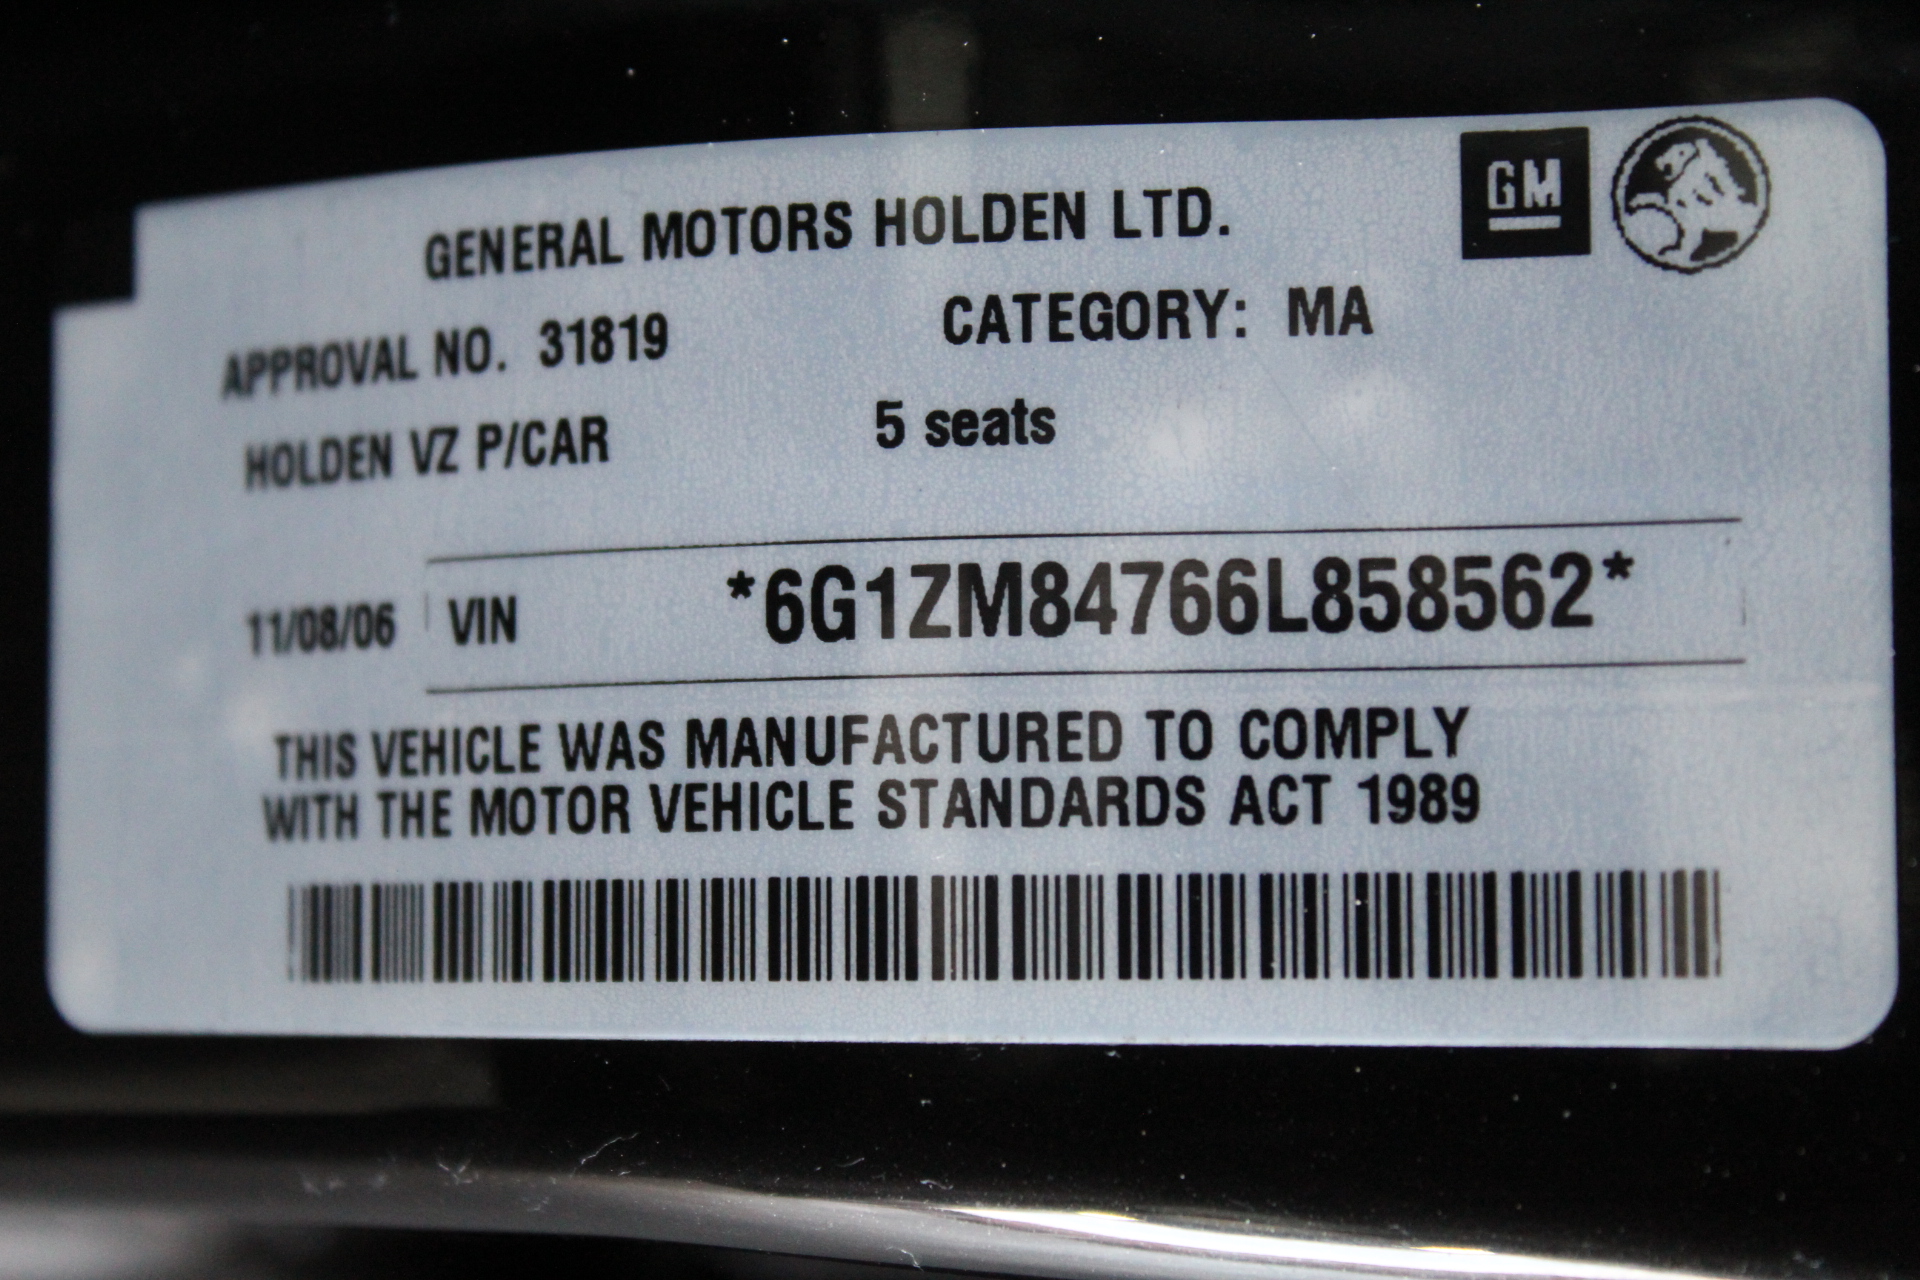 GM
GENERAL MOTORS HOLDEN LTD.
APPROVAL NO. 31819 CATEGORY: MA
HOLDEN VZ P/CAR 5 seats
11/08/06 VIN *6G1ZM84766L858562*
THIS VEHICLE WAS MANUFACTURED TO COMPLY
WITH THE MOTOR VEHICLE STANDARDS ACT 1989